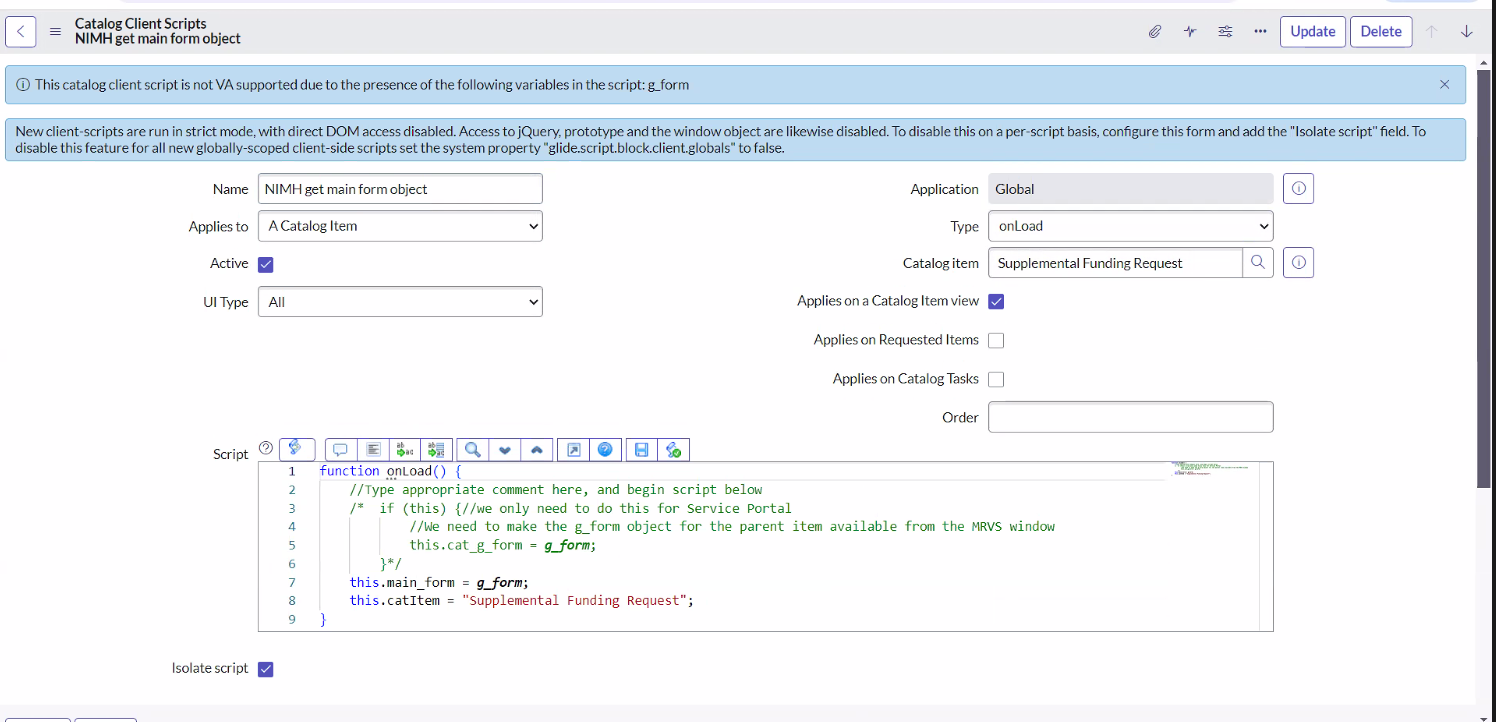 Catalog Client Scripts
NIMH get main form object
Update
Delete
This catalog client script is not VA supported due to the presence of the following variables in the script: g_form
New client-scripts are run in strict mode, with direct DOM access disabled. Access to jQuery, prototype and the window object are likewise disabled. To disable this on a per-script basis, configure this form and add the "Isolate script" field. To
disable this feature for all new globally-scoped client-side scripts set the system property "glide.script.block.client.globals" to false.
Name NIMH get main form object
Application Global
Applies to A Catalog Item
Type onLoad
Active
Catalog item Supplemental Funding Request
UI Type All
Applies on a Catalog Item view
Applies on Requested Items
Applies on Catalog Tasks
Order
Script
1 function onLoad() {
2 //Type appropriate comment here, and begin script below
3 /* if (this) {//we only need to do this for Service Portal
4 //We need to make the g_form object for the parent item available from the MRVS window
5 this.cat_g_form = g_form;
6 }*/
7 this.main_form = g_form;
8 this.catItem = "Supplemental Funding Request";
9 }
Isolate script